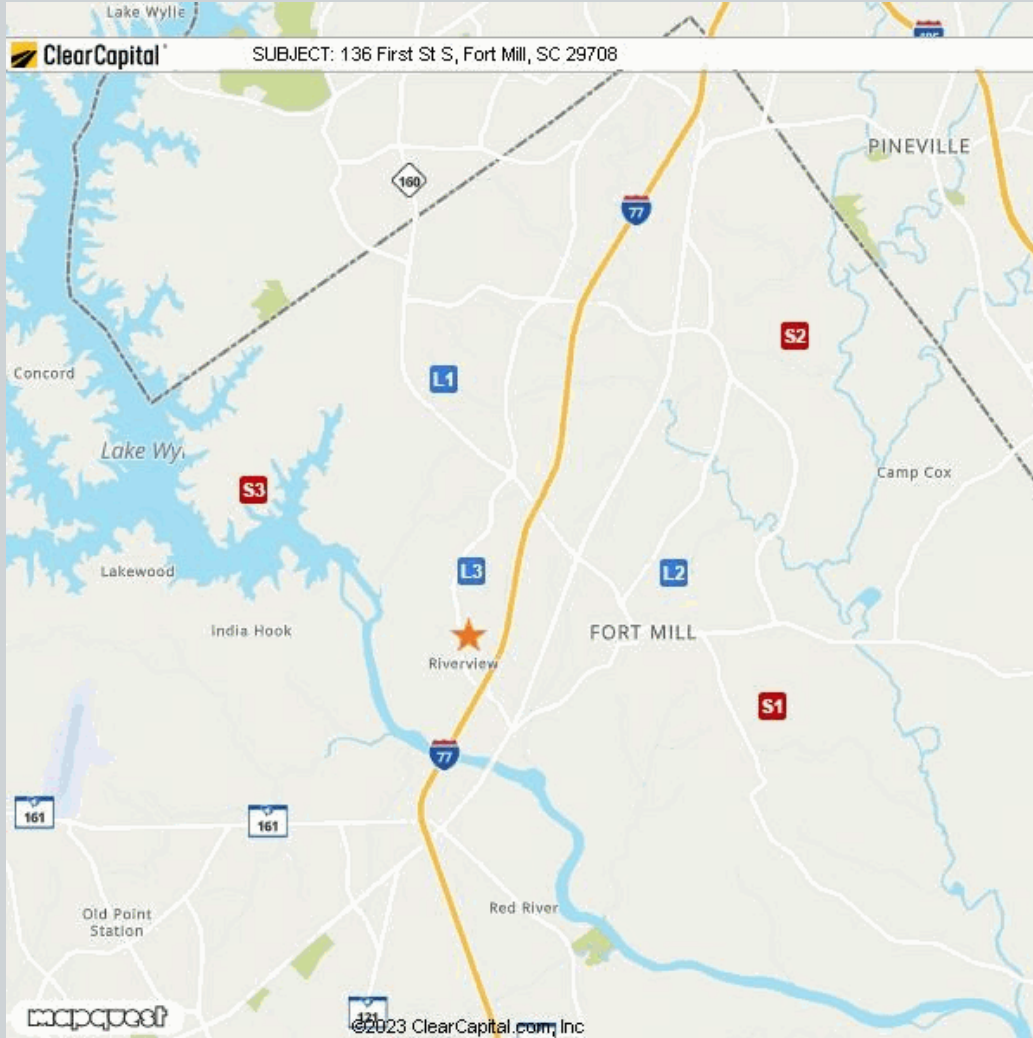 Lake Wylie
ClearCapital
SUBJECT: 136 First St S, Fort Mill, SC 29708
PINEVILLE
160
77
S2
Concord
L1
Lake Wyl
Camp Cox
S3
Lakewood
L3
L2
India Hook
FORT MILL
Riverview
S1
77
161
161
Old Point
Station
Red River
mapquest
121
©2023 ClearCapital.com, Inc